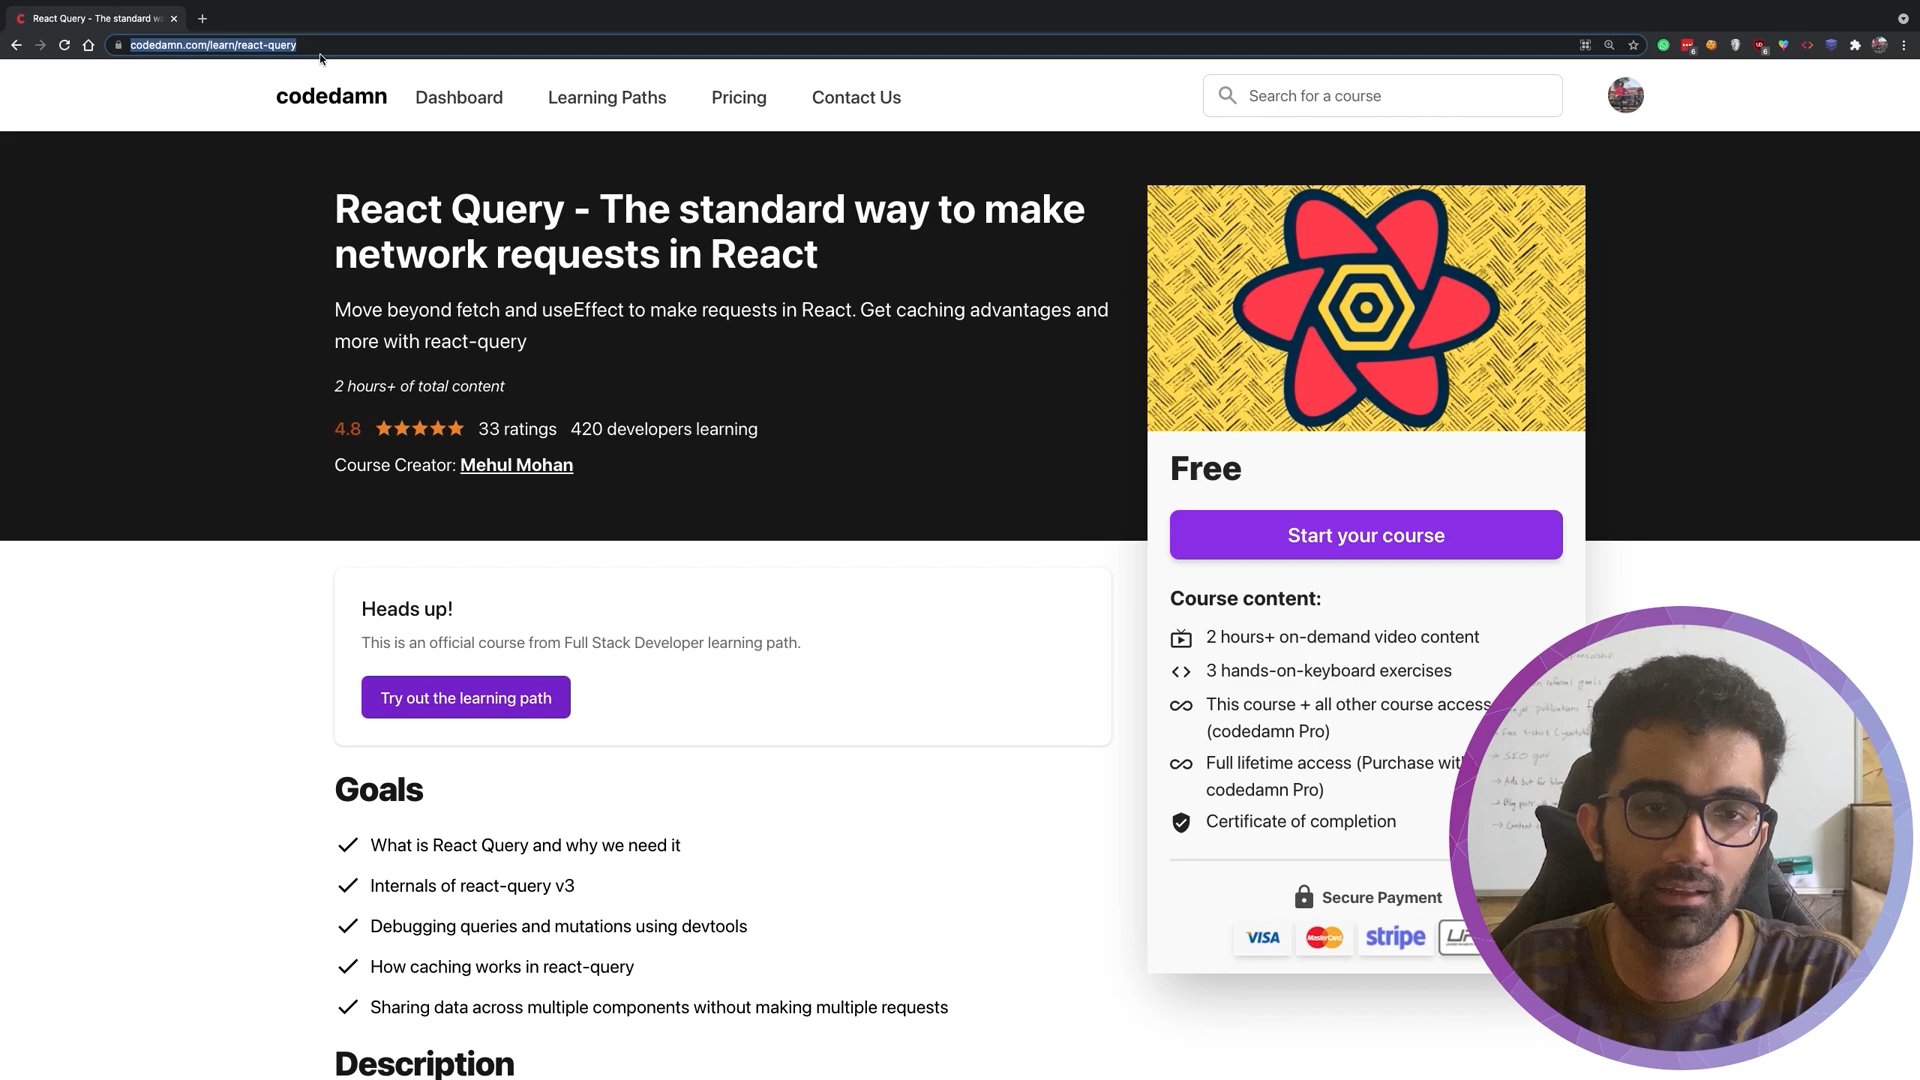 React Query - The standard wa
codedamn.com/learn/react-query
codedamn
Dashboard
Learning Paths
Pricing
Contact Us
Search for a course
React Query - The standard way to make
network requests in React
Move beyond fetch and useEffect to make requests in React. Get caching advantages and
more with react-query
2 hours+ of total content
4.8
33 ratings
420 developers learning
Course Creator: Mehul Mohan
Free
Start your course
Course content:
2 hours+ on-demand video content
3 hands-on-keyboard exercises
This course + all other course access
(codedamn Pro)
Full lifetime access (Purchase with
codedamn Pro)
Certificate of completion
Secure Payment
VISA
MasterCard
stripe
Heads up!
This is an official course from Full Stack Developer learning path.
Try out the learning path
Goals
What is React Query and why we need it
Internals of react-query v3
Debugging queries and mutations using devtools
How caching works in react-query
Sharing data across multiple components without making multiple requests
Description